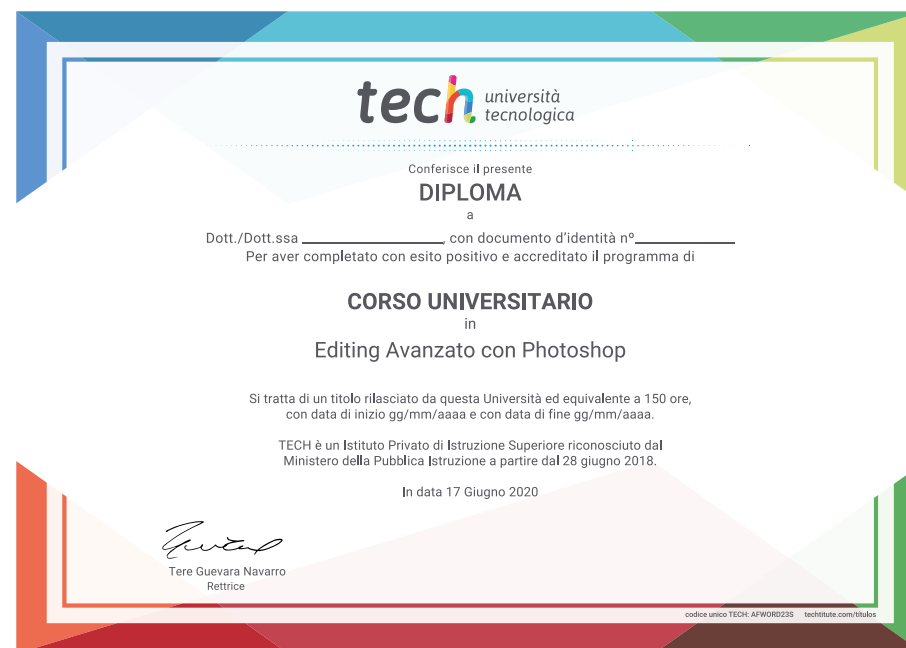 tech università
tecnologica
Conferisce il presente
DIPLOMA
a
Dott./Dott.ssa ____________________, con documento d'identità nº______________
Per aver completato con esito positivo e accreditato il programma di
CORSO UNIVERSITARIO
in
Editing Avanzato con Photoshop
Si tratta di un titolo rilasciato da questa Università ed equivalente a 150 ore,
con data di inizio gg/mm/aaaa e con data di fine gg/mm/aaaa.
TECH è un Istituto Privato di Istruzione Superiore riconosciuto dal
Ministero della Pubblica Istruzione a partire dal 28 giugno 2018.
In data 17 Giugno 2020
Tere Guevara Navarro
Rettrice
codice unico TECH: AFWORD23S techtitute.com/titulos